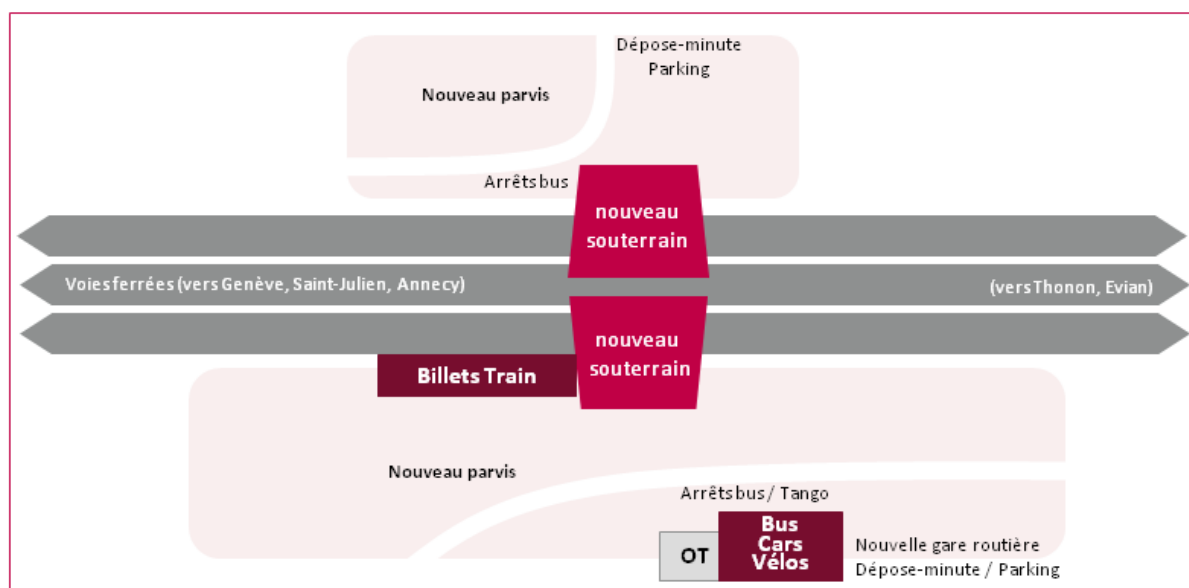 Dépose-minute
Parking
Nouveau parvis
Arrêts bus
nouveau
souterrain
Voies ferrées (vers Genève, Saint-Julien, Annecy)
(vers Thonon, Evian)
nouveau
souterrain
Billets Train
Nouveau parvis
Arrêts bus / Tango
OT
Bus
Cars
Vélos
Nouvelle gare routière
Dépose-minute / Parking